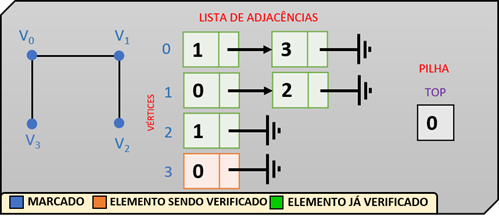 LISTA DE ADJACÊNCIAS
V0 V1
V3 V2
VÉRTICES
0 1 3
1 0 2
2 1
3 0
PILHA
TOP
0
MARCADO ELEMENTO SENDO VERIFICADO ELEMENTO JÁ VERIFICADO